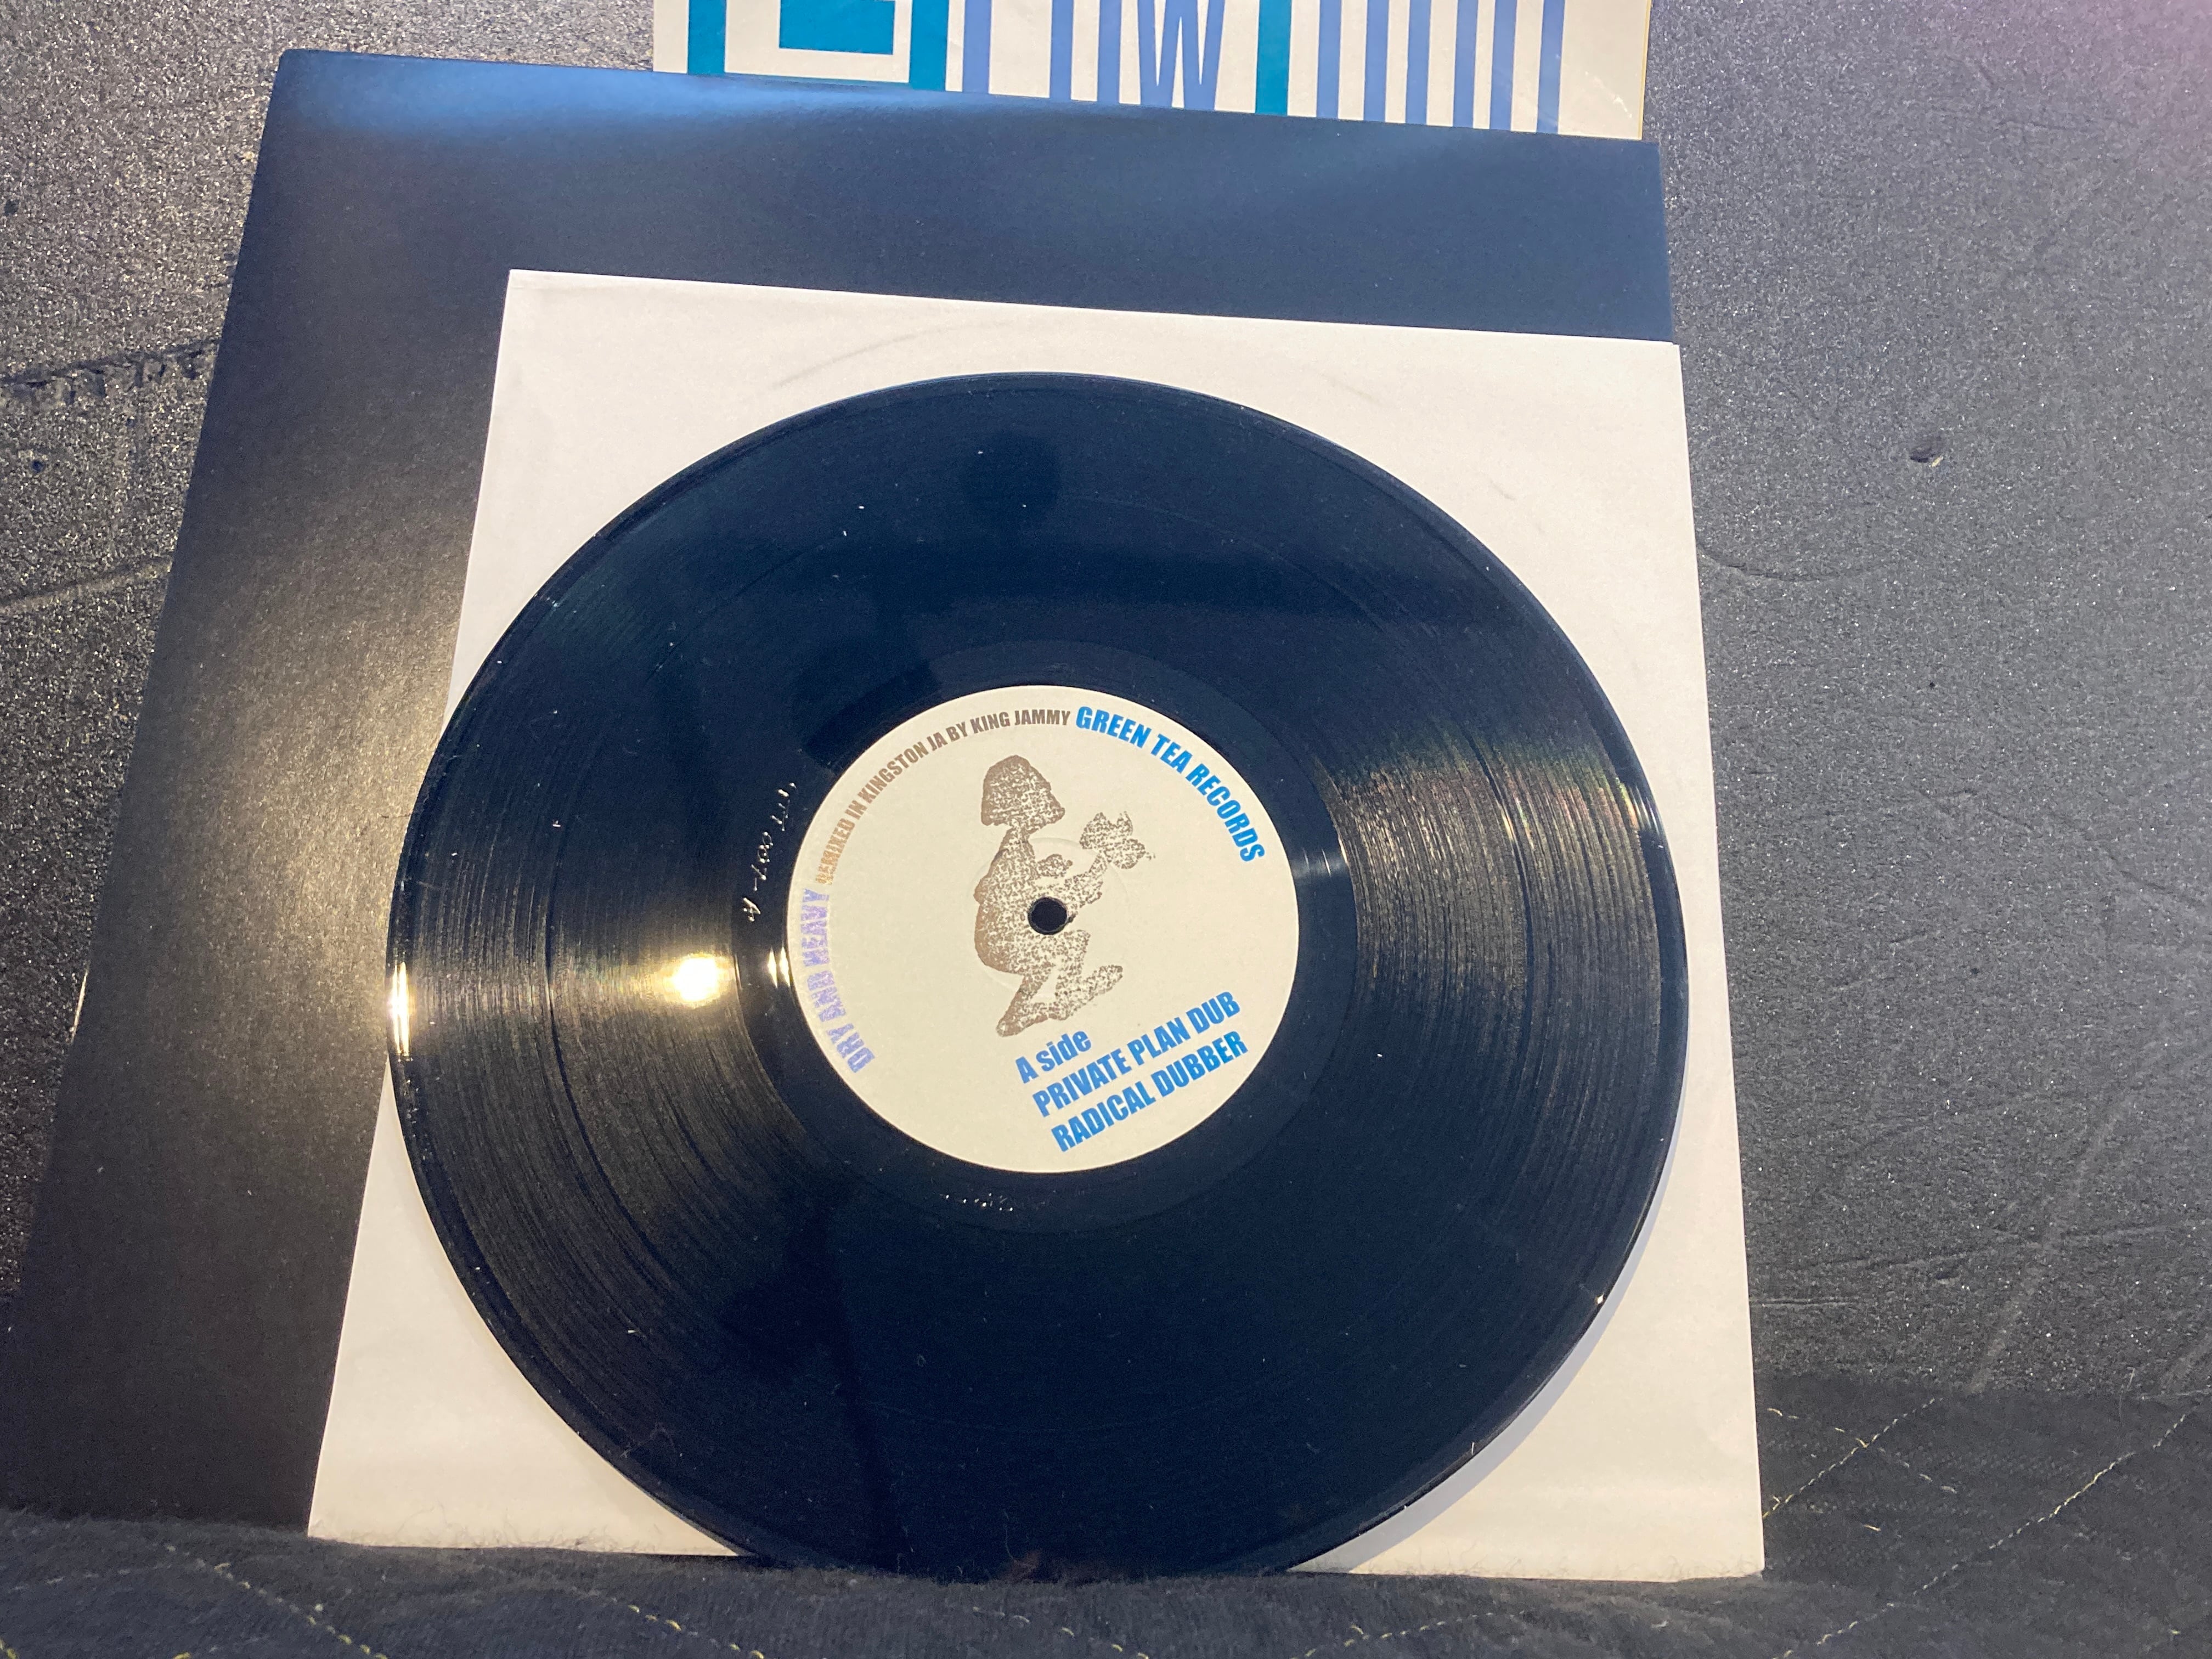 DRY AND HEAVY REMIXED IN KINGSTON JA BY KING JAMMY GREEN TEA RECORDS
A side
PRIVATE PLAN DUB
RADICAL DUBBER